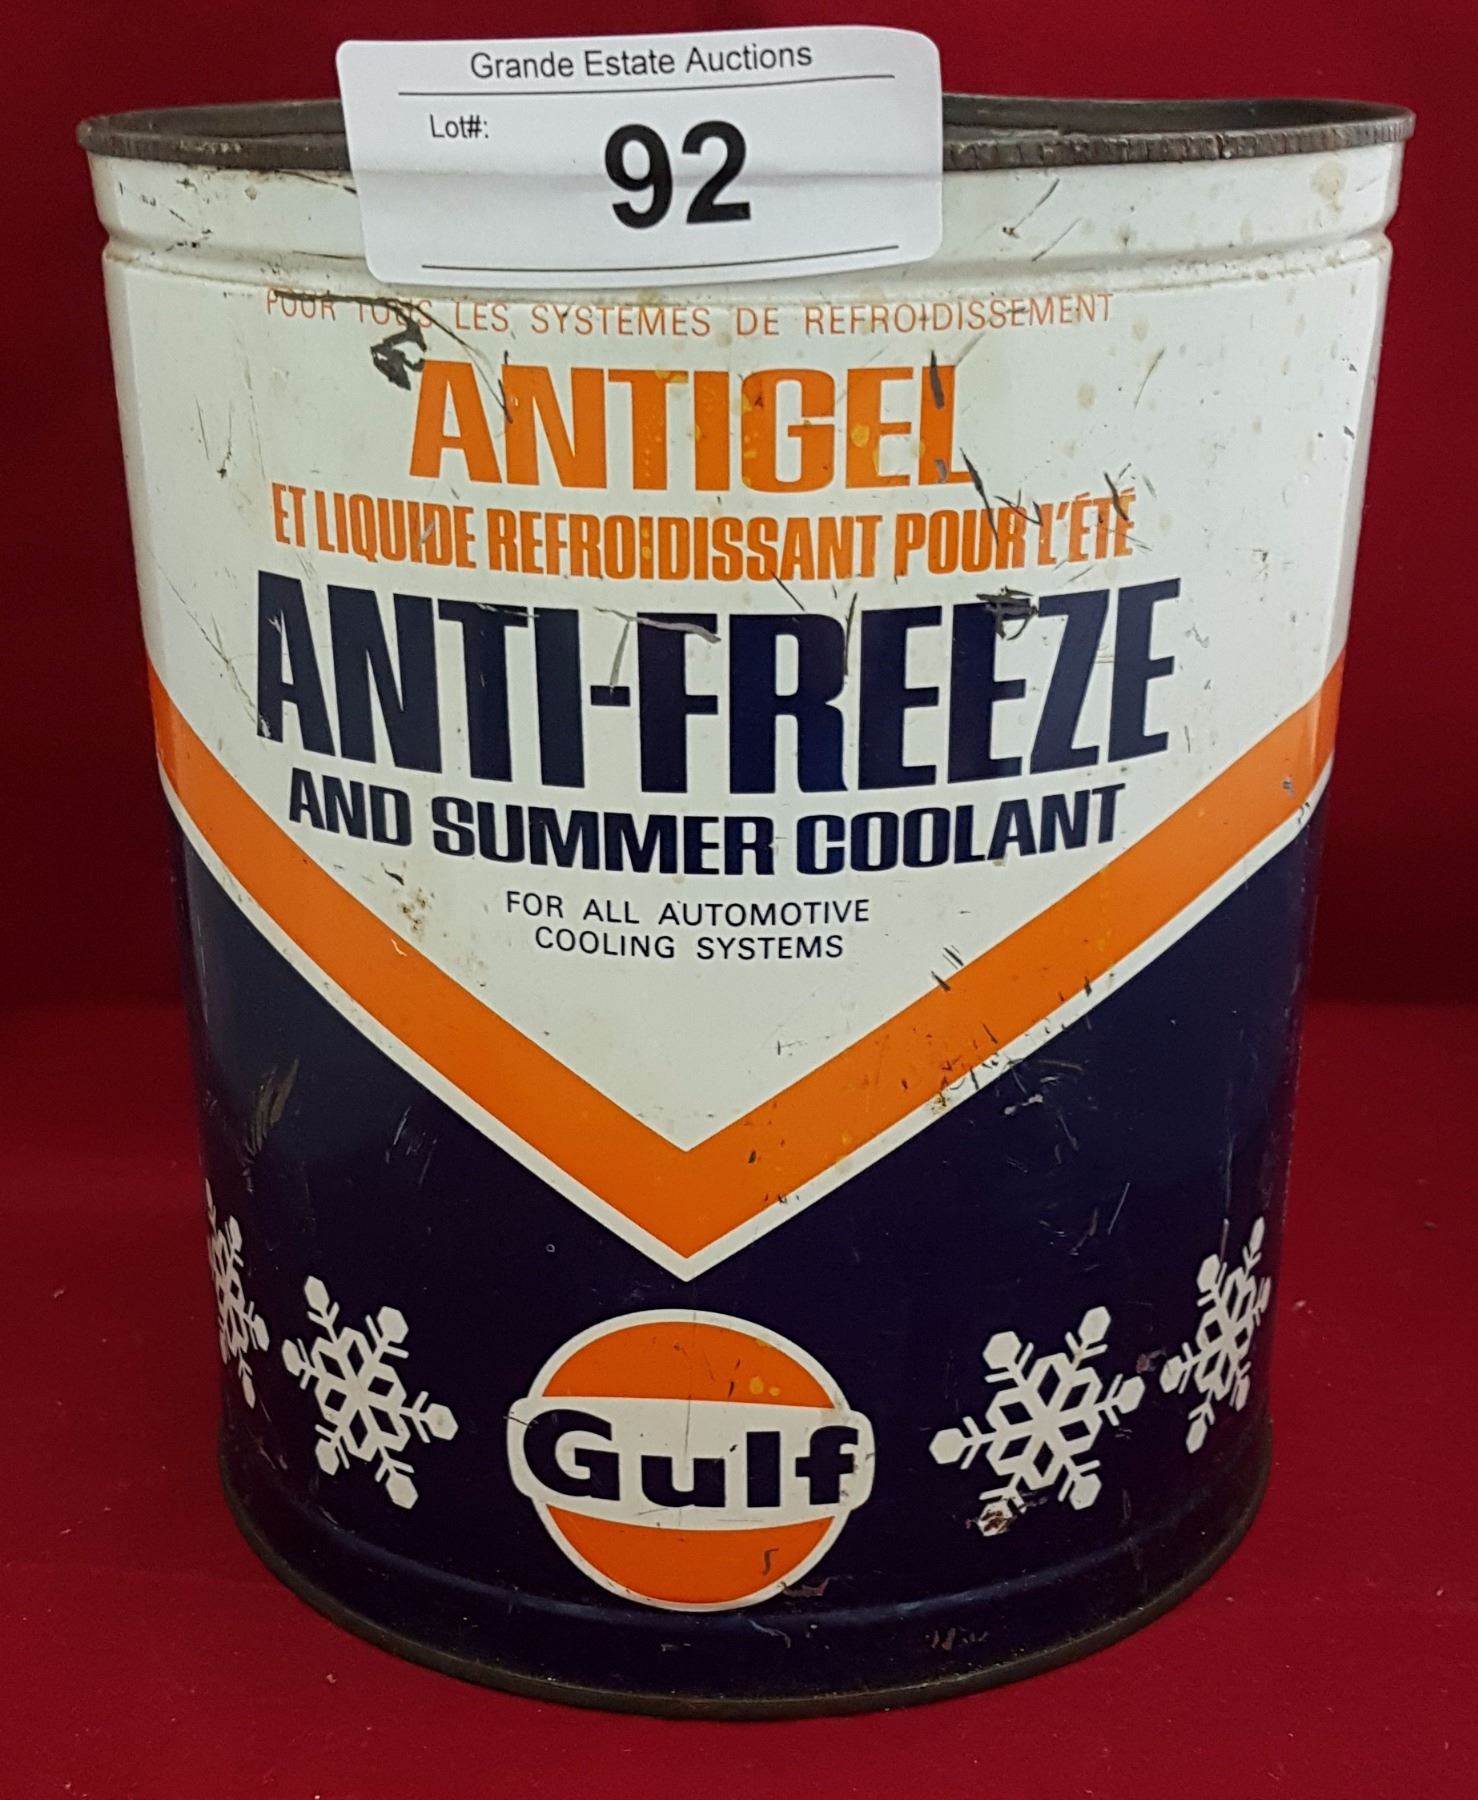 Grande Estate Auctions
Lot#:
92
POUR TOUS LES SYSTEMES DE REFROIDISSEMENT
ANTIGEL
ET LIQUIDE REFROIDISSANT POUR L'ÉTÉ
ANTI-FREEZE
AND SUMMER COOLANT
FOR ALL AUTOMOTIVE
COOLING SYSTEMS
Gulf